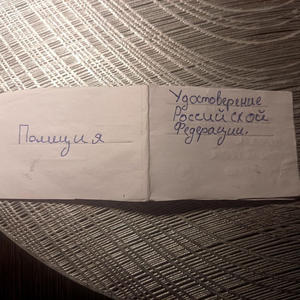 Полиция
Удостоверение
Российской
Федерации.